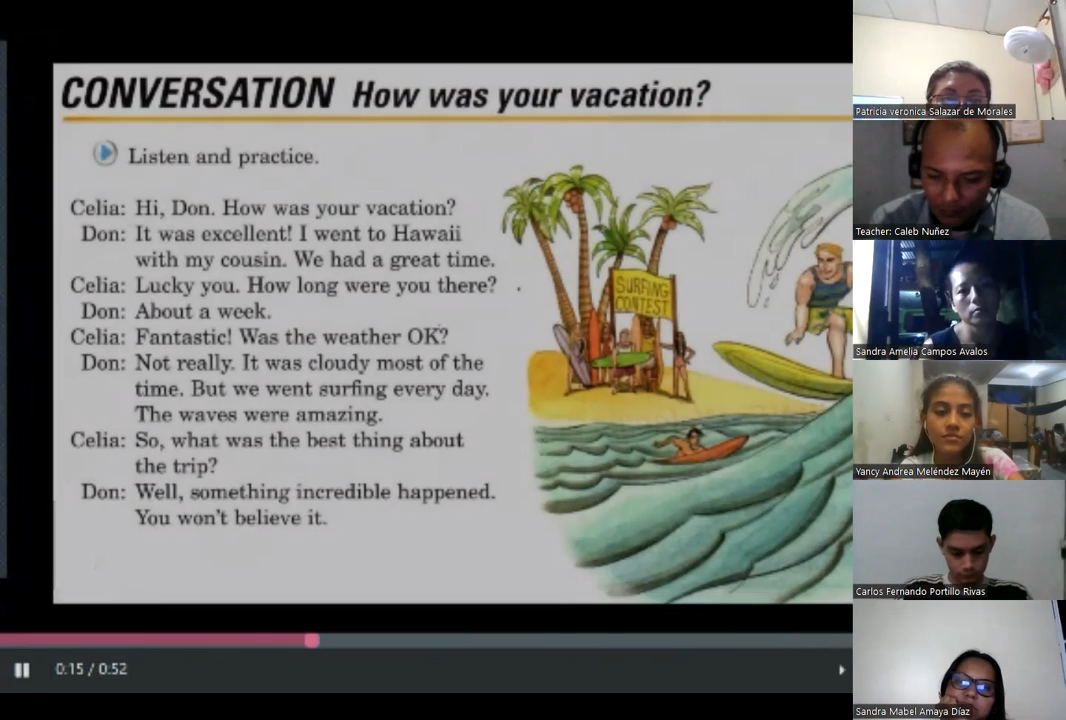 CONVERSATION How was your vacation?
Listen and practice.
Celia: Hi, Don. How was your vacation?
Don: It was excellent! I went to Hawaii
with my cousin. We had a great time.
Celia: Lucky you. How long were you there?
Don: About a week.
Celia: Fantastic! Was the weather OK?
Don: Not really. It was cloudy most of the
time. But we went surfing every day.
The waves were amazing.
Celia: So, what was the best thing about
the trip?
Don: Well, something incredible happened.
You won't believe it.
SURFING
CONTEST
0:15 / 0:52
Patricia veronica Salazar de Morales
Teacher: Caleb Nuñez
Sandra Amelia Campos Avalos
Yancy Andrea Meléndez Mayén
Carlos Fernando Portillo Rivas
Sandra Mabel Amaya Díaz